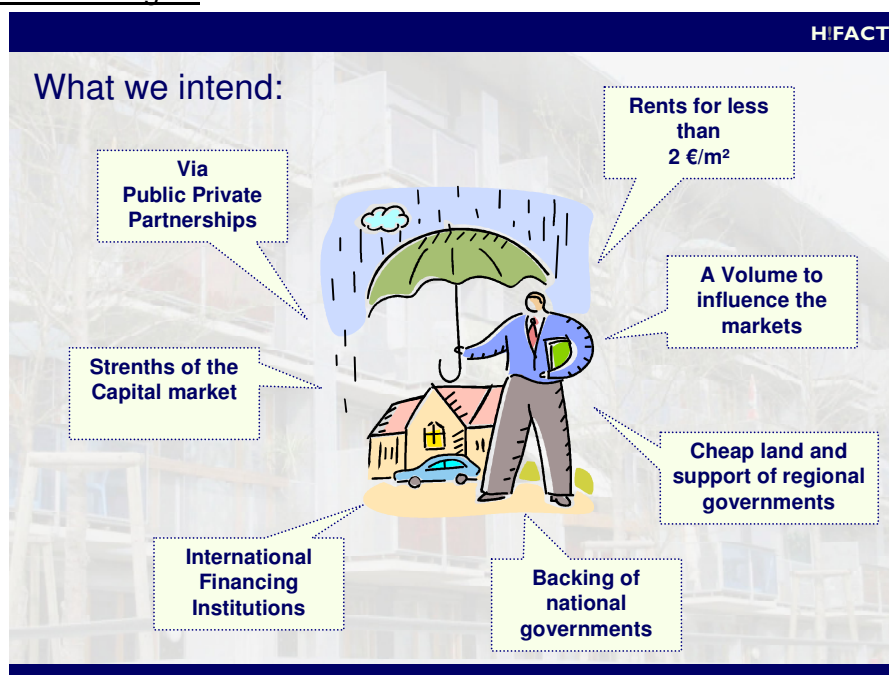 H!FACT
What we intend:
Rents for less
than
2 €/m²
Via
Public Private
Partnerships
A Volume to
influence the
markets
Strenths of the
Capital market
Cheap land and
support of regional
governments
International
Financing
Institutions
Backing of
national
governments